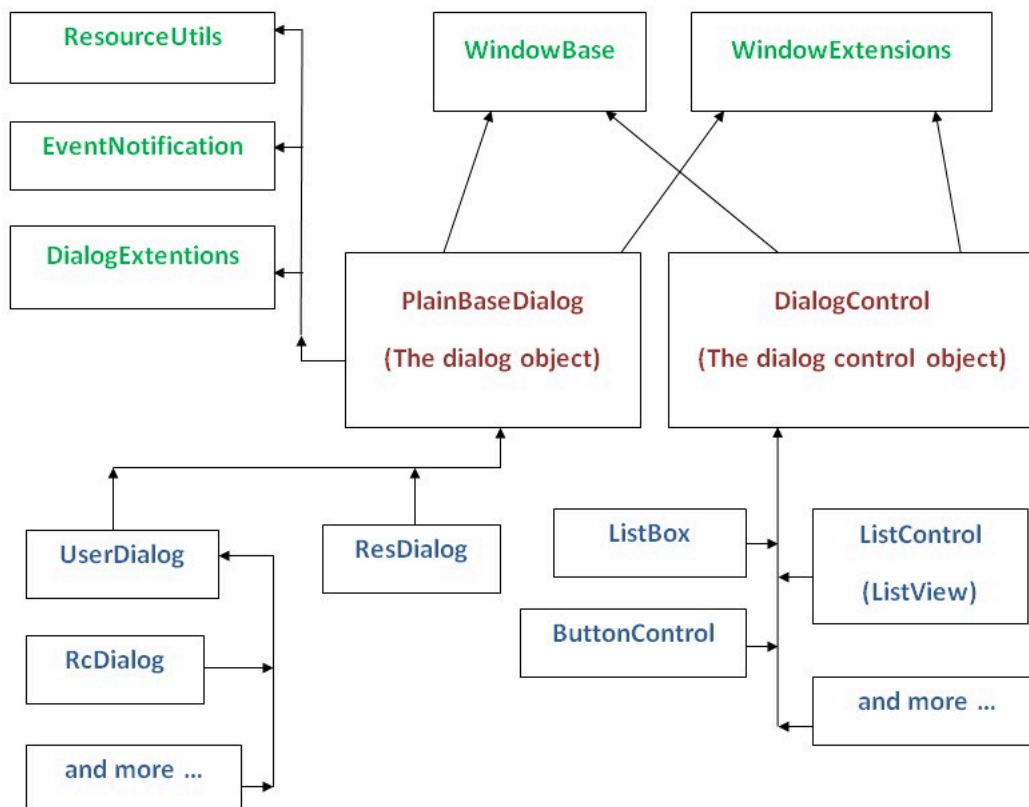 ResourceUtils
WindowBase
WindowExtensions
EventNotification
DialogExtentions
PlainBaseDialog
(The dialog object)
DialogControl
(The dialog control object)
UserDialog
ResDialog
ListBox
ListControl
(ListView)
RcDialog
ButtonControl
and more ...
and more ...